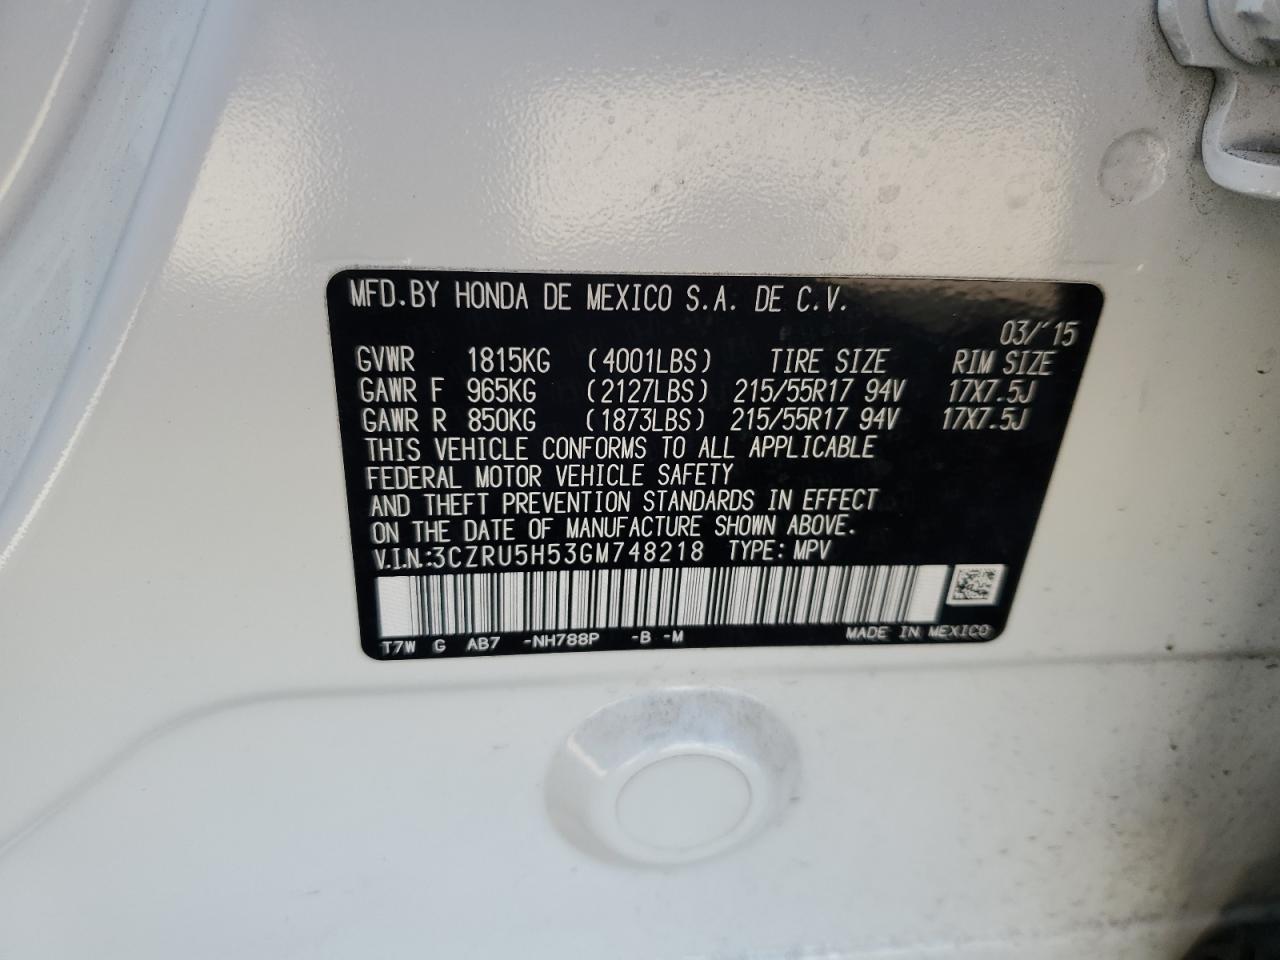 MFD.BY HONDA DE MEXICO S.A. DE C.V.
03/'15
GVWR 1815KG (4001LBS) TIRE SIZE RIM SIZE
GAWR F 965KG (2127LBS) 215/55R17 94V 17X7.5J
GAWR R 850KG (1873LBS) 215/55R17 94V 17X7.5J
THIS VEHICLE CONFORMS TO ALL APPLICABLE
FEDERAL MOTOR VEHICLE SAFETY
AND THEFT PREVENTION STANDARDS IN EFFECT
ON THE DATE OF MANUFACTURE SHOWN ABOVE.
V.I.N.:3CZRU5H53GM748218 TYPE: MPV
T7W G AB7 -NH788P -B -M MADE IN MEXICO